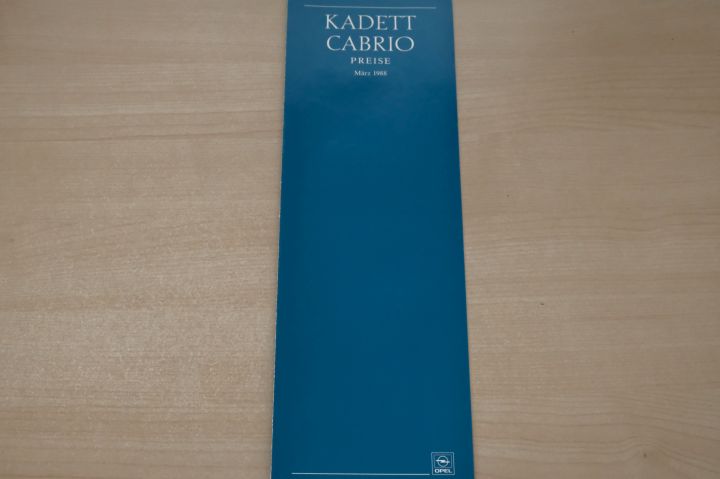 KADETT
CABRIO
PREISE
März 1988
OPEL